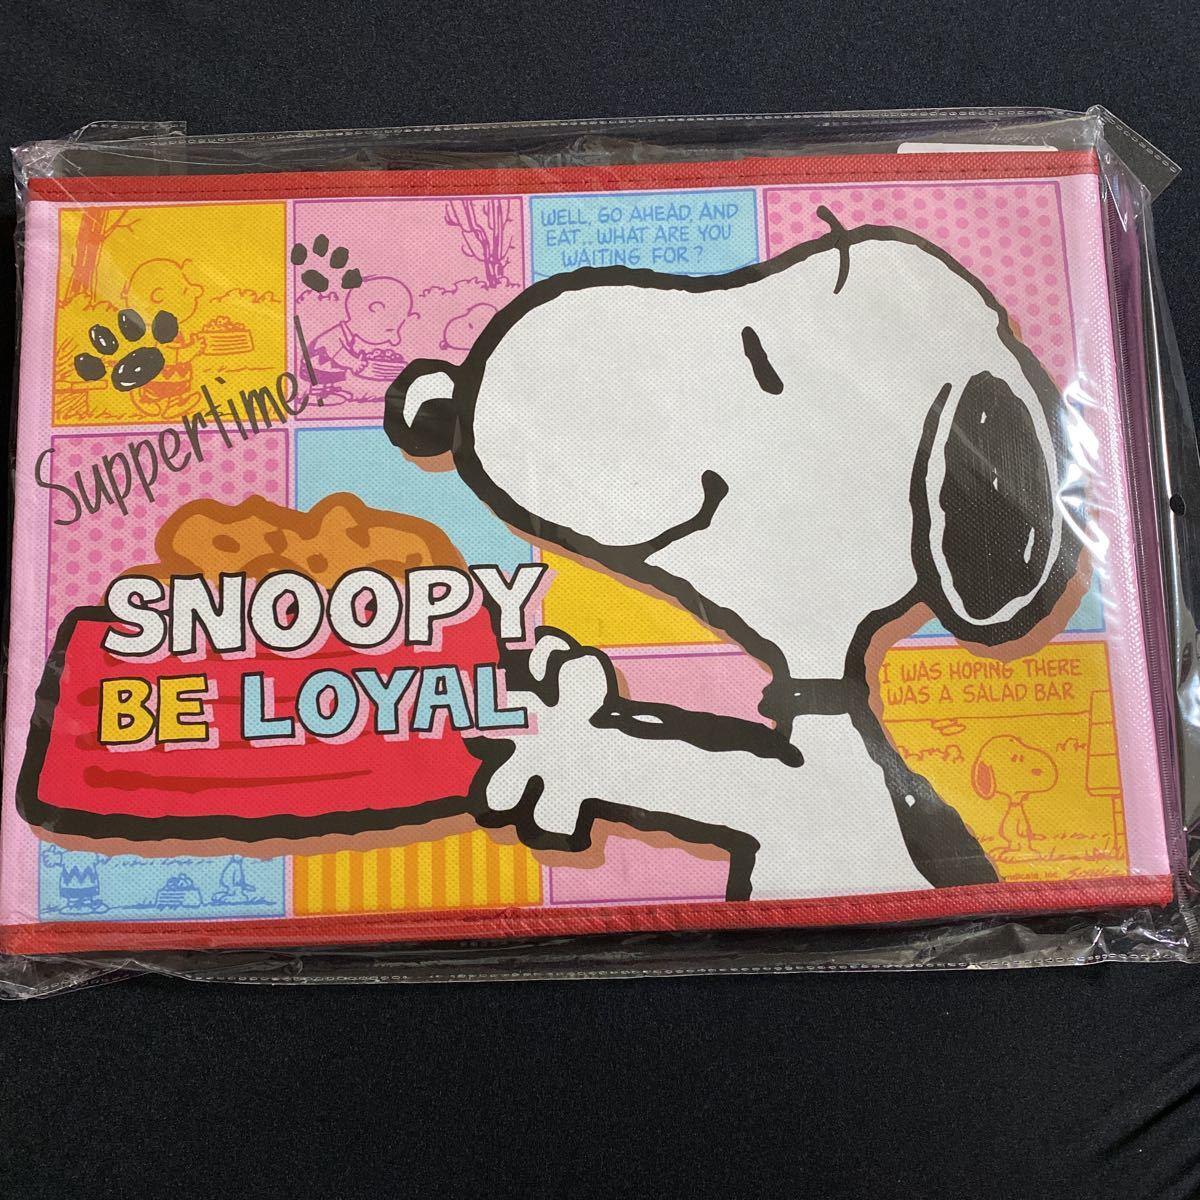 WELL, GO AHEAD, AND
EAT.. WHAT ARE YOU
WAITING FOR?
Suppertime!
SNOOPY
BE LOYAL
I WAS HOPING THERE
WAS A SALAD BAR